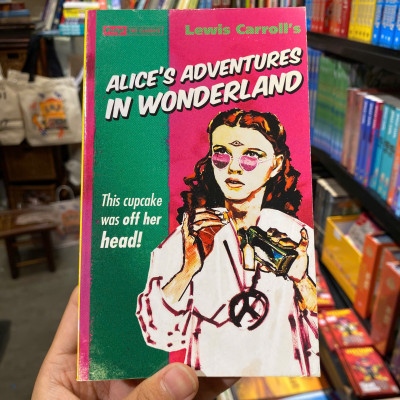 Lewis Carroll's
ALICE'S ADVENTURES
IN WONDERLAND
This cupcake
was off her
head!